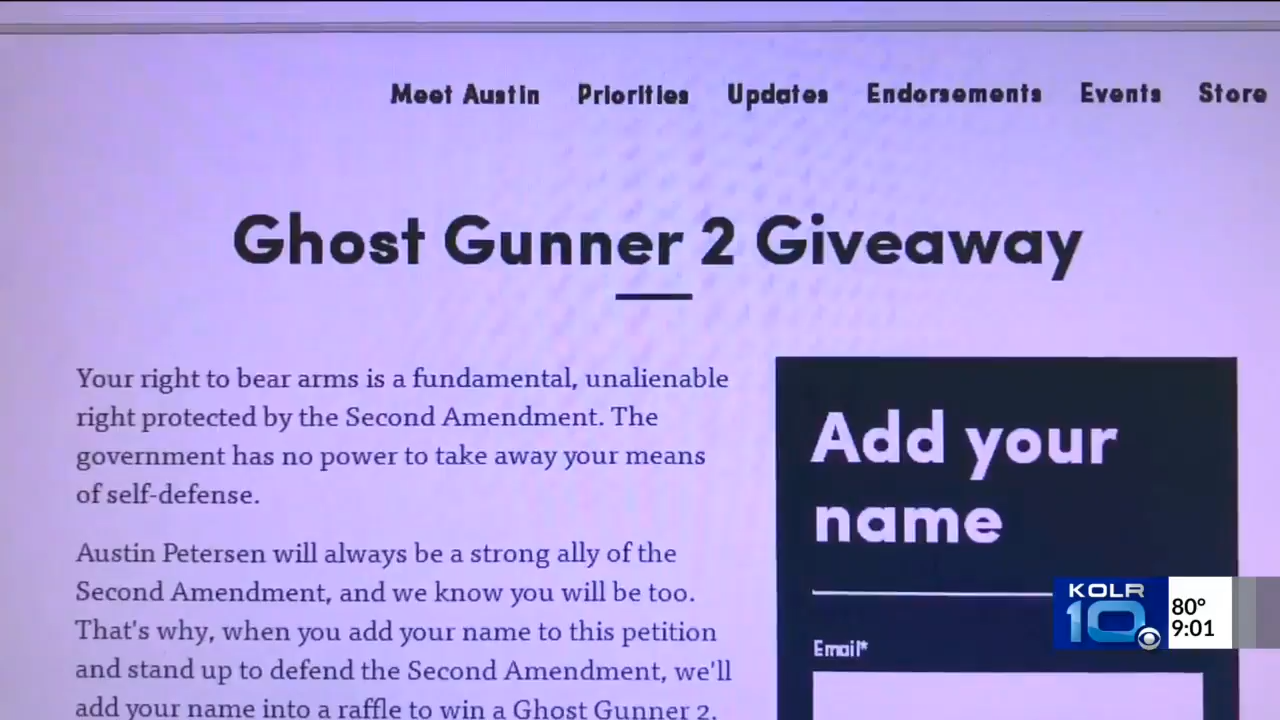 Meet Austin Priorities Updates Endorsements Events Store
Ghost Gunner 2 Giveaway
Your right to bear arms is a fundamental, unalienable
right protected by the Second Amendment. The
government has no power to take away your means
of self-defense.
Austin Petersen will always be a strong ally of the
Second Amendment, and we know you will be too.
That's why, when you add your name to this petition
and stand up to defend the Second Amendment, we'll
add your name into a raffle to win a Ghost Gunner 2.
Add your
name
Email*
KOLR
10
80°
9:01